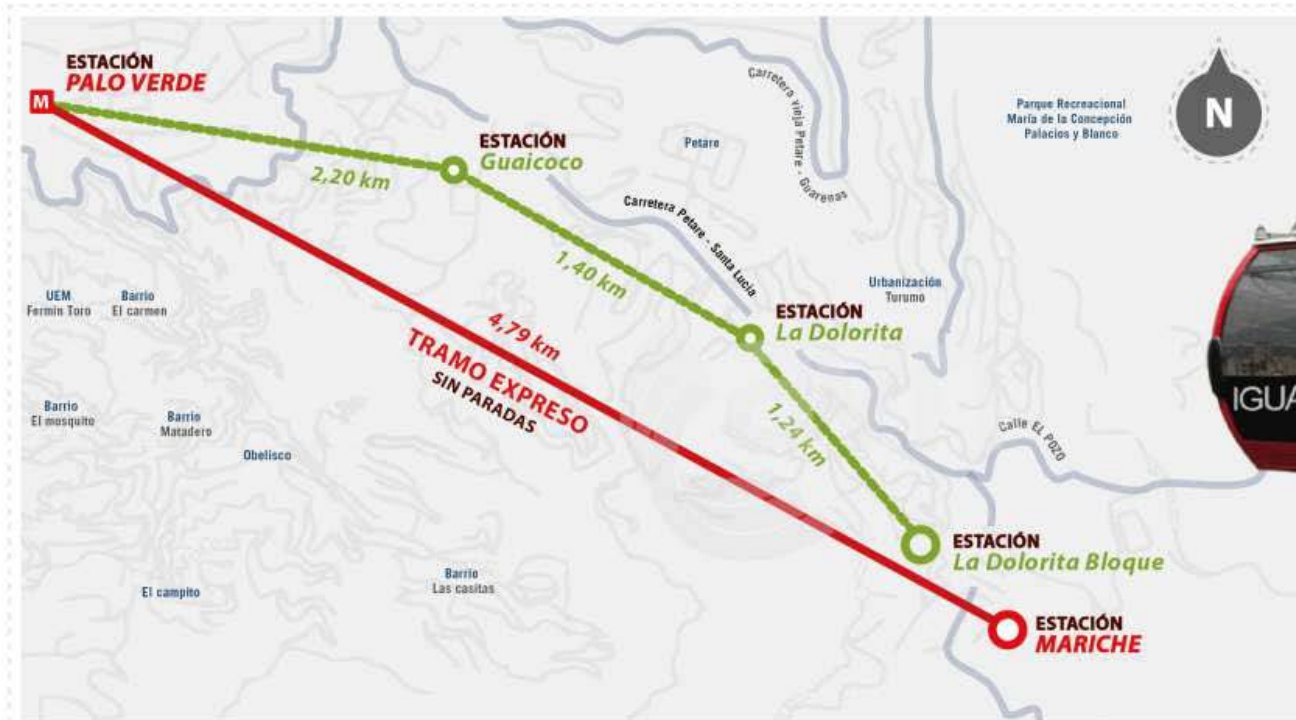 ESTACIÓN
PALO VERDE
M
ESTACIÓN
Guaicoco
2,20 km
Petare
Carretera vieja Petare - Guarenas
Parque Recreacional
María de la Concepción
Palacios y Blanco
N
Carretera Petare - Santa Lucia
1,40 km
UEM
Fermín Toro
Barrio
El carmen
Urbanización
Turumo
ESTACIÓN
La Dolorita
4,79 km
TRAMO EXPRESO
SIN PARADAS
Barrio
El mosquito
Barrio
Matadero
Obelisco
1,24 km
Calle EL POZO
IGUA
ESTACIÓN
La Dolorita Bloque
Barrio
Las casitas
El campito
ESTACIÓN
MARICHE